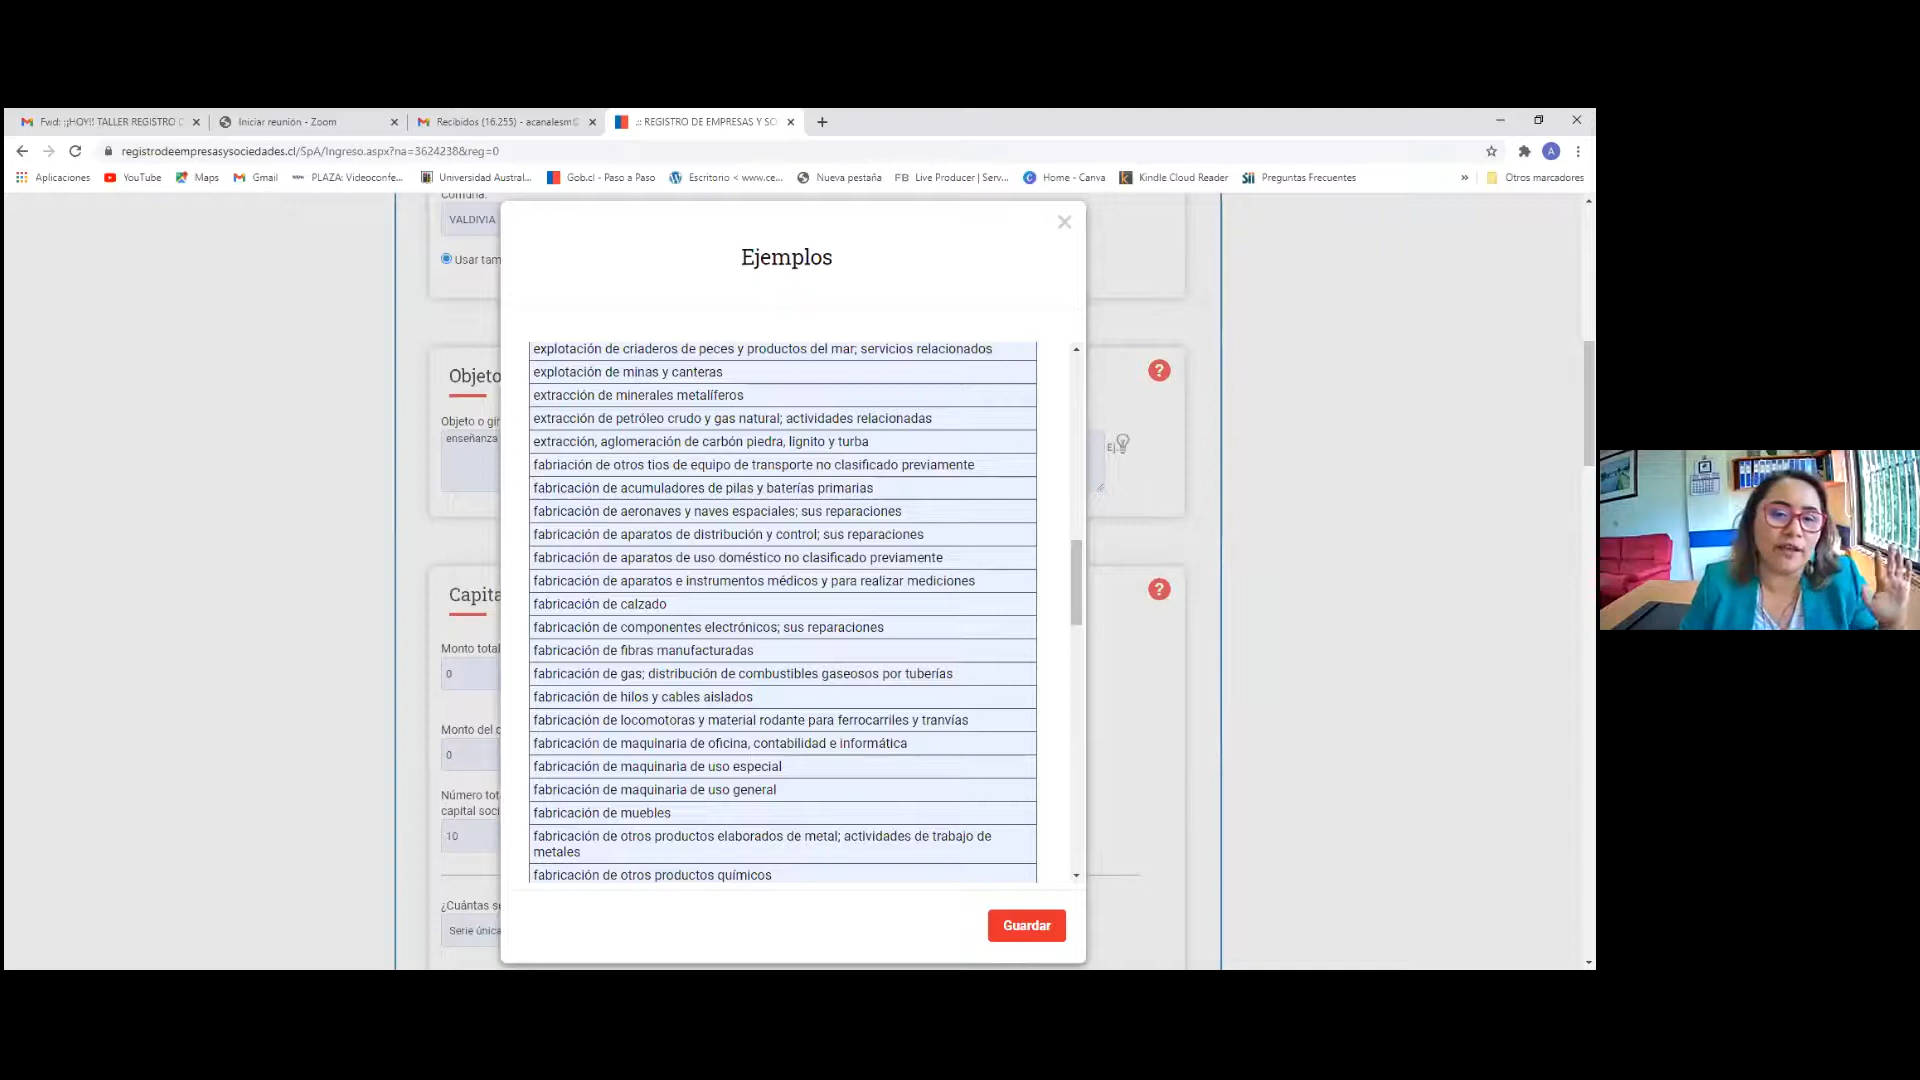 Fwd: ¡¡HOY!! TALLER REGISTRO
Iniciar reunión - Zoom
Recibidos (16.255) - acanalesm
.:: REGISTRO DE EMPRESAS Y SO
registrodeempresasysociedades.cl/SpA/Ingreso.aspx?na=3624238&reg=0
A
Aplicaciones
YouTube
Maps
Gmail
PLAZA: Videoconfe...
Universidad Austral...
Gob.cl - Paso a Paso
Escritorio < www.ce...
Nueva pestaña
FB Live Producer | Serv...
Home - Canva
Kindle Cloud Reader
Sii Preguntas Frecuentes
»
Otros marcadores
Comuna:
VALDIVIA
Usar tam
Ejemplos
explotación de criaderos de peces y productos del mar; servicios relacionados
explotación de minas y canteras
extracción de minerales metalíferos
extracción de petróleo crudo y gas natural; actividades relacionadas
extracción, aglomeración de carbón piedra, lignito y turba
fabriación de otros tios de equipo de transporte no clasificado previamente
fabricación de acumuladores de pilas y baterías primarias
fabricación de aeronaves y naves espaciales; sus reparaciones
fabricación de aparatos de distribución y control; sus reparaciones
fabricación de aparatos de uso doméstico no clasificado previamente
fabricación de aparatos e instrumentos médicos y para realizar mediciones
fabricación de calzado
fabricación de componentes electrónicos; sus reparaciones
fabricación de fibras manufacturadas
fabricación de gas; distribución de combustibles gaseosos por tuberías
fabricación de hilos y cables aislados
fabricación de locomotoras y material rodante para ferrocarriles y tranvías
fabricación de maquinaria de oficina, contabilidad e informática
fabricación de maquinaria de uso especial
fabricación de maquinaria de uso general
fabricación de muebles
fabricación de otros productos elaborados de metal; actividades de trabajo de
metales
fabricación de otros productos químicos
Guardar
Objeto
?
Objeto o gir
enseñanza
Ej.
Capita
?
Monto total
0
Monto del c
0
Número tot
capital soci
10
¿Cuántas se
Serie única